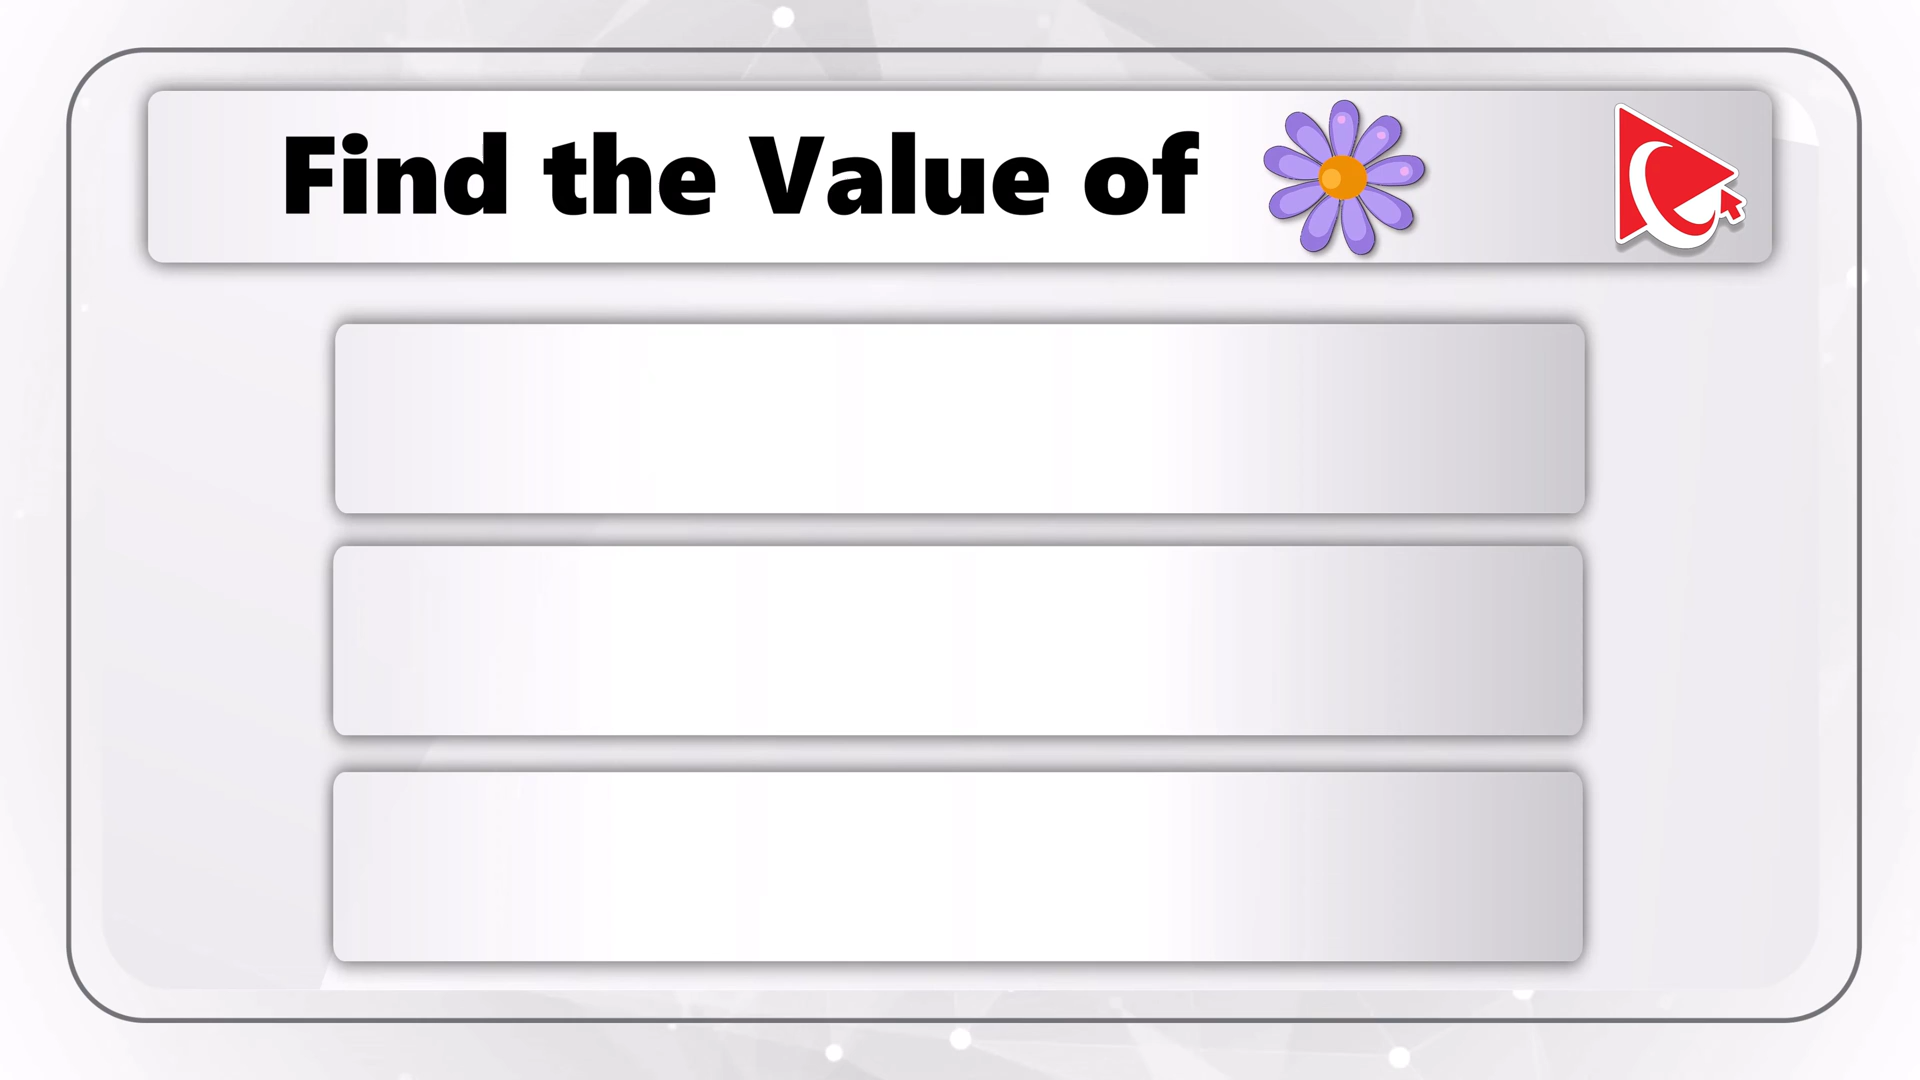 Find the Value of